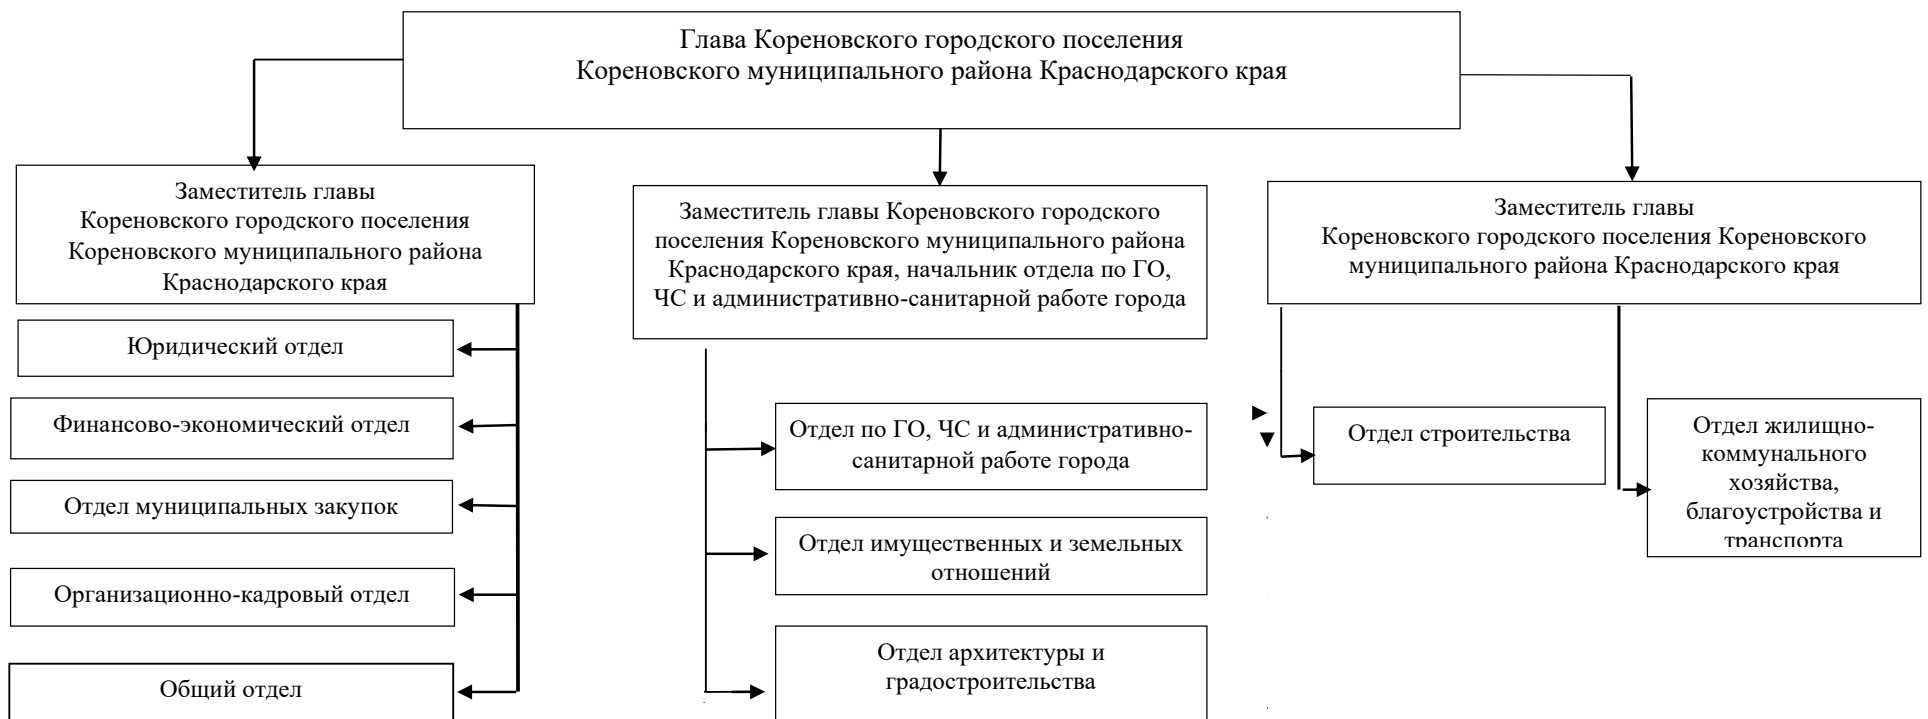 Глава Кореновского городского поселения
Кореновского муниципального района Краснодарского края
Заместитель главы
Кореновского городского поселения
Кореновского муниципального района
Краснодарского края
Юридический отдел
Финансово-экономический отдел
Отдел муниципальных закупок
Организационно-кадровый отдел
Общий отдел
Заместитель главы Кореновского городского
поселения Кореновского муниципального района
Краснодарского края, начальник отдела по ГО,
ЧС и административно-санитарной работе города
Отдел по ГО, ЧС и административно-
санитарной работе города
Отдел имущественных и земельных
отношений
Отдел архитектуры и
градостроительства
Заместитель главы
Кореновского городского поселения Кореновского
муниципального района Краснодарского края
Отдел строительства
Отдел жилищно-
коммунального
хозяйства,
благоустройства и
транспорта